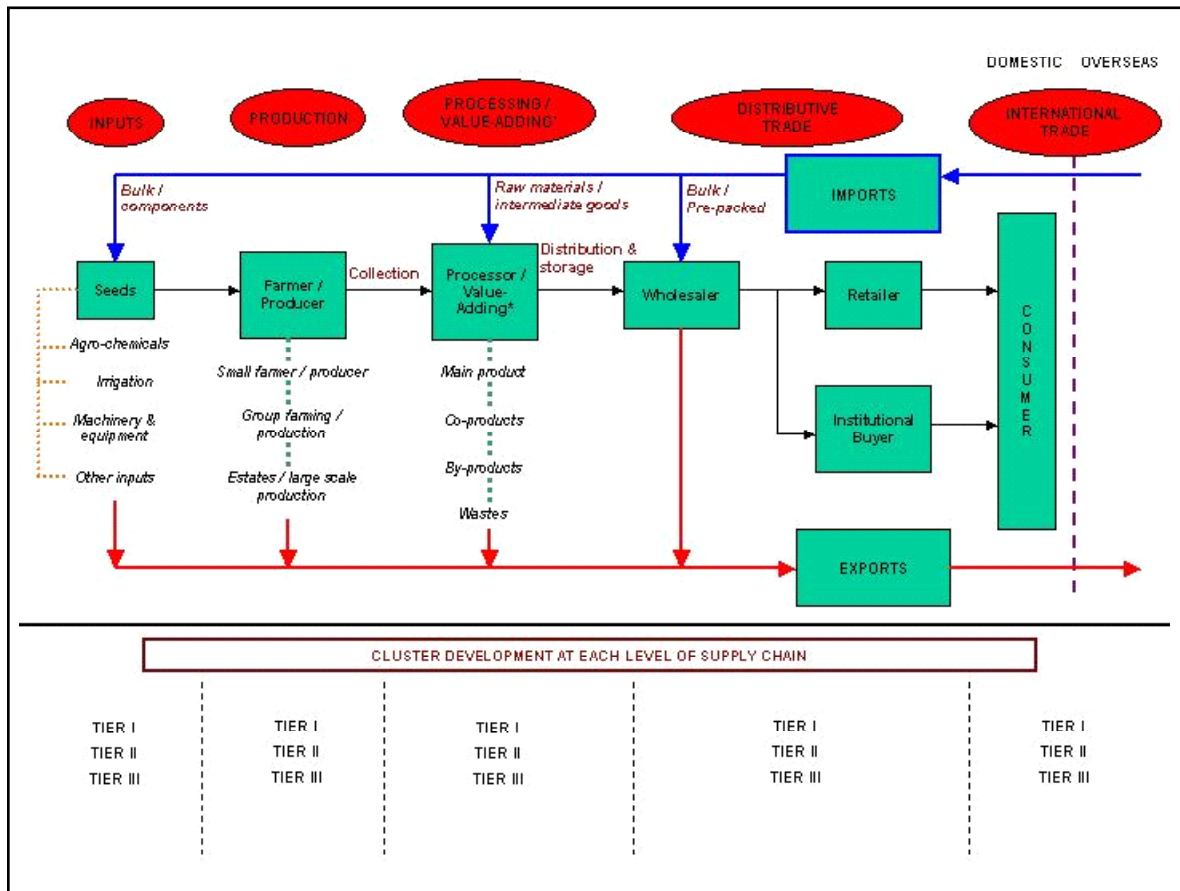 DOMESTIC OVERSEAS
INPUTS
PRODUCTION
PROCESSING /
VALUE-ADDING*
DISTRIBUTIVE
TRADE
INTERNATIONAL
TRADE
Bulk /
components
Raw materials /
intermediate goods
Bulk /
Pre-packed
IMPORTS
Seeds
Farmer /
Producer
Collection
Processor /
Value-
Adding*
Distribution &
storage
Wholesaler
Retailer
CONSUMER
Agro-chemicals
Irrigation
Machinery &
equipment
Other inputs
Small farmer / producer
Group farming /
production
Estates / large scale
production
Main product
Co-products
By-products
Wastes
Institutional
Buyer
EXPORTS
CLUSTER DEVELOPMENT AT EACH LEVEL OF SUPPLY CHAIN
TIER I
TIER II
TIER III
TIER I
TIER II
TIER III
TIER I
TIER II
TIER III
TIER I
TIER II
TIER III
TIER I
TIER II
TIER III